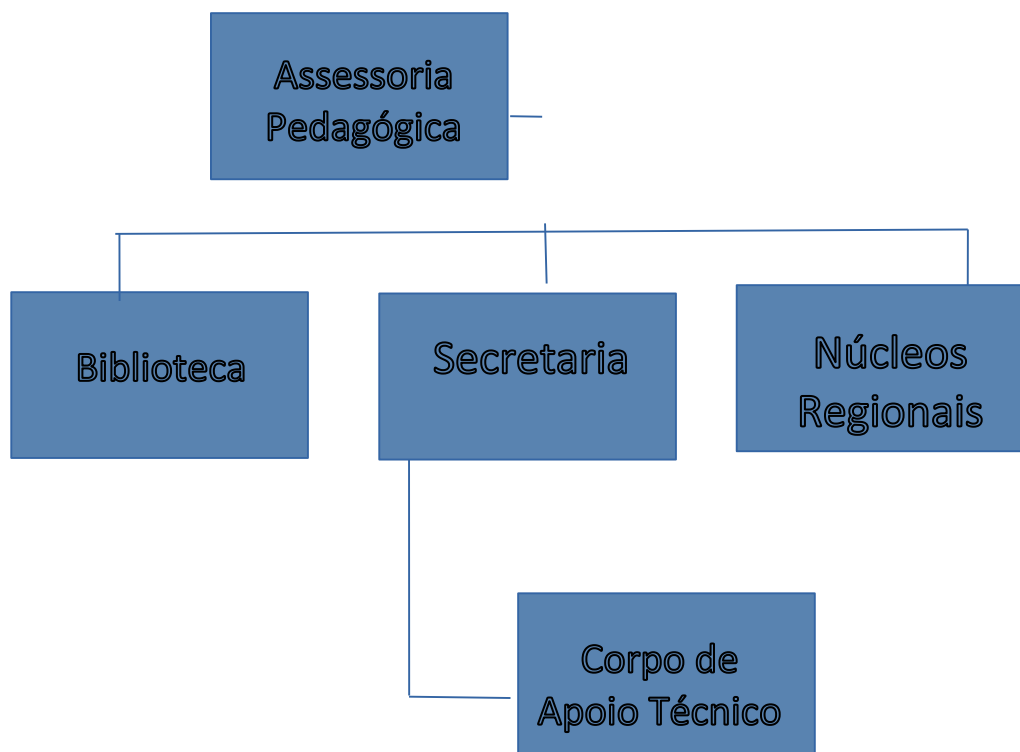 Assessoria
Pedagógica
Biblioteca
Secretaria
Núcleos
Regionais
Corpo de
Apoio Técnico